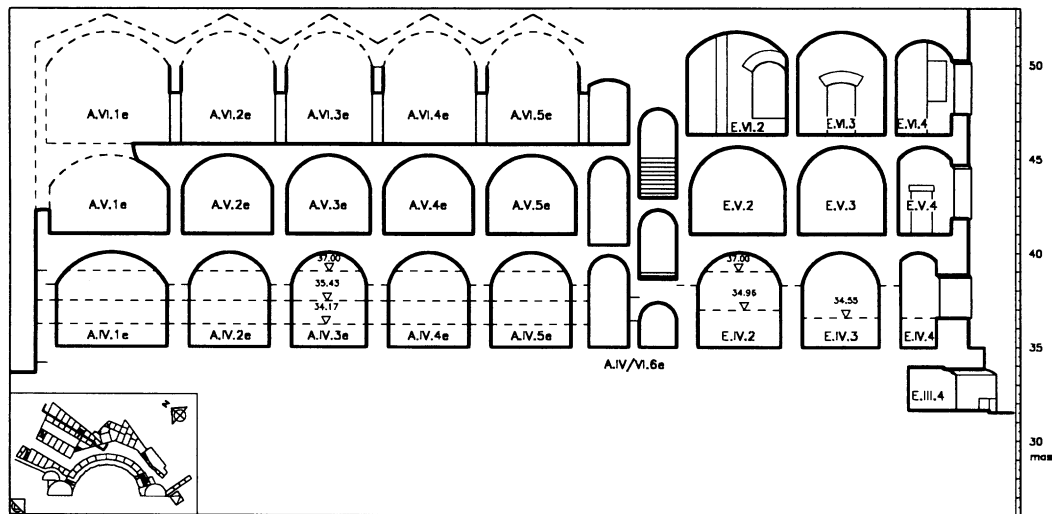 50
A.VI.1e A.VI.2e A.VI.3e A.VI.4e A.VI.5e E.VI.2 E.VI.3 E.VI.4
45
A.V.1e A.V.2e A.V.3e A.V.4e A.V.5e E.V.2 E.V.3 E.V.4
40
37.00 37.00
35.43
34.96
34.17 34.55
A.IV.1e A.IV.2e A.IV.3e A.IV.4e A.IV.5e E.IV.2 E.IV.3 E.IV.4
35
A.IV/VI.6e
E.III.4
N
30
mas